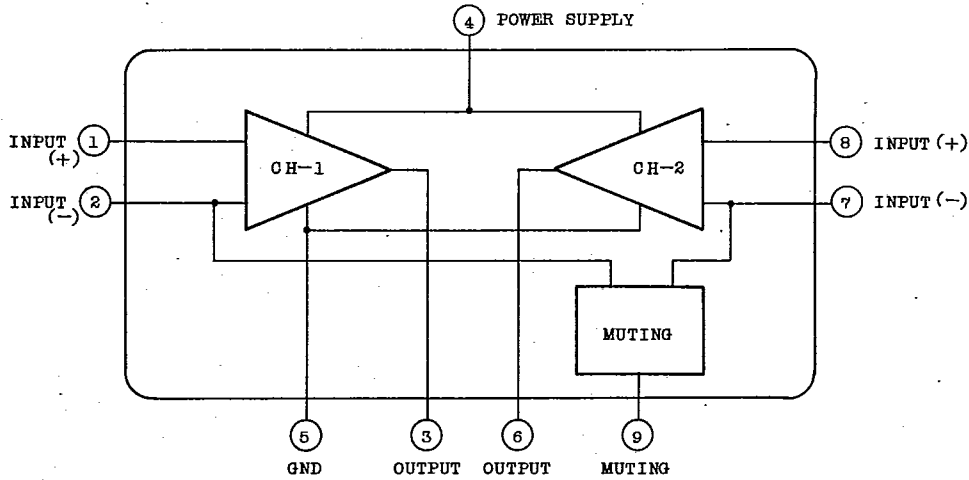 4 POWER SUPPLY
INPUT (+) 1
CH-1
CH-2
8 INPUT (+)
INPUT (-) 2
7 INPUT (-)
MUTING
5
3
6
9
GND
OUTPUT
OUTPUT
MUTING